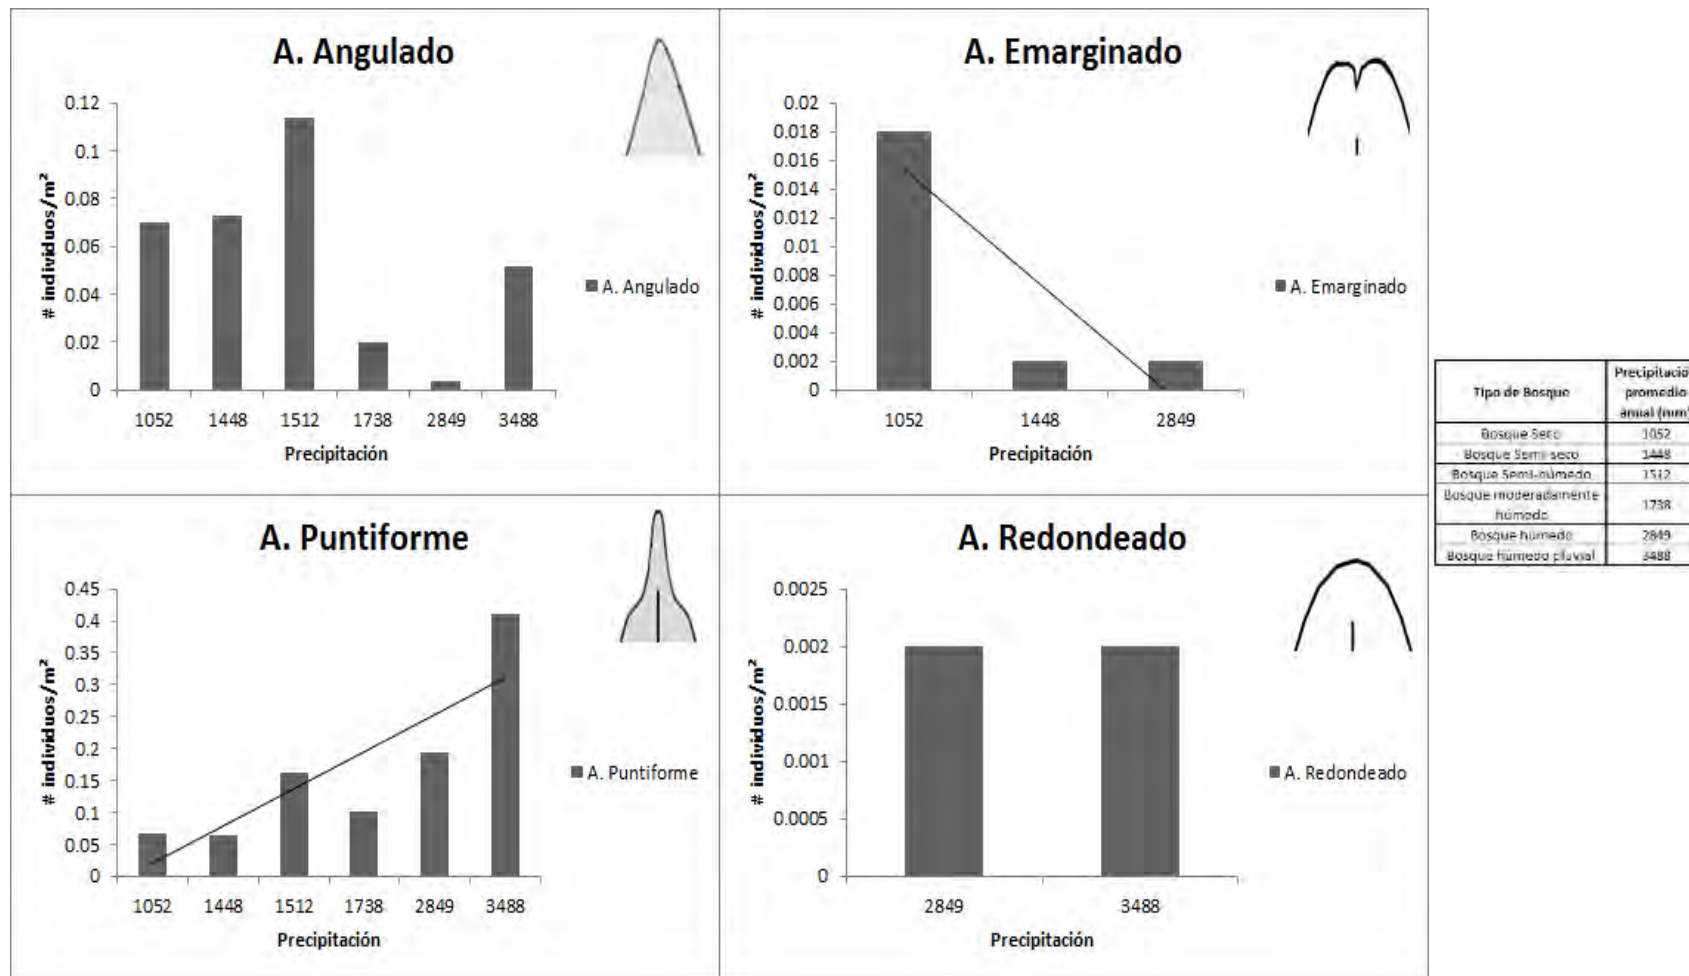 A. Angulado
# individuos/m²
0.12
0.1
0.08
0.06
0.04
0.02
0
1052 1448 1512 1738 2849 3488
Precipitación
A. Angulado
A. Emarginado
# individuos/m²
0.02
0.018
0.016
0.014
0.012
0.01
0.008
0.006
0.004
0.002
0
1052 1448 2849
Precipitación
A. Emarginado
A. Puntiforme
# individuos/m²
0.45
0.4
0.35
0.3
0.25
0.2
0.15
0.1
0.05
0
1052 1448 1512 1738 2849 3488
Precipitación
A. Puntiforme
A. Redondeado
# individuos/m²
0.0025
0.002
0.0015
0.001
0.0005
0
2849 3488
Precipitación
A. Redondeado
Tipo de Bosque
Precipitació
promedio
anual (mm)
Bosque Seco 1052
Bosque Semi-seco 1448
Bosque Semi-húmedo 1512
Bosque moderadamente
húmedo 1738
Bosque húmedo 2849
Bosque húmedo pluvial 3488